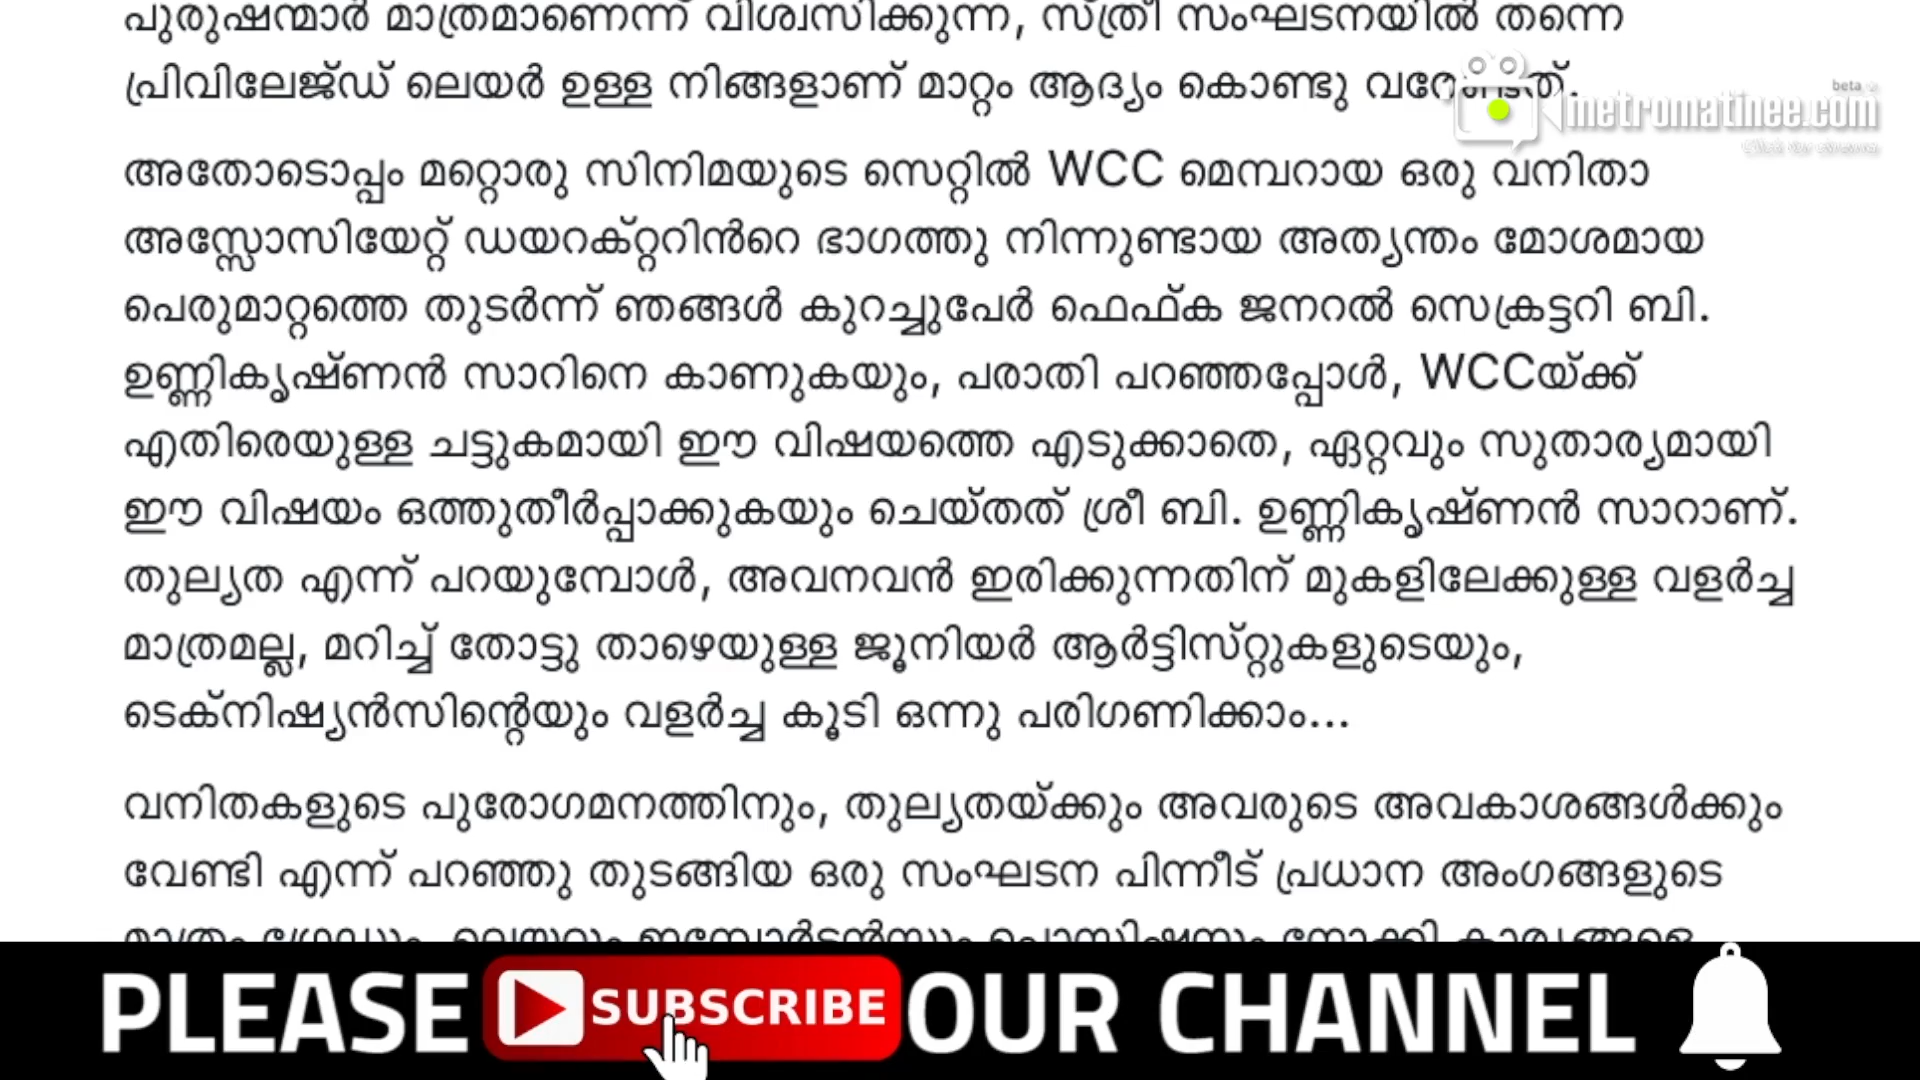 പുരുഷന്മാർ മാത്രമാണെന്ന് വിശ്വസിക്കുന്ന, സ്ത്രീ സംഘടനയിൽ തന്നെ
പ്രിവിലേജ്ഡ് ലെയർ ഉള്ള നിങ്ങളാണ് മാറ്റം ആദ്യം കൊണ്ടു വരേണ്ടത്.
beta
metromatinee.com
അതോടൊപ്പം മറ്റൊരു സിനിമയുടെ സെറ്റിൽ WCC മെമ്പറായ ഒരു വനിതാ
അസ്സോസിയേറ്റ് ഡയറക്റ്ററിൻറെ ഭാഗത്തു നിന്നുണ്ടായ അത്യന്തം മോശമായ
പെരുമാറ്റത്തെ തുടർന്ന് ഞങ്ങൾ കുറച്ചുപേർ ഫെഫ്ക ജനറൽ സെക്രട്ടറി ബി.
ഉണ്ണികൃഷ്ണൻ സാറിനെ കാണുകയും, പരാതി പറഞ്ഞപ്പോൾ, WCCയ്ക്ക്
എതിരെയുള്ള ചട്ടുകമായി ഈ വിഷയത്തെ എടുക്കാതെ, ഏറ്റവും സുതാര്യമായി
ഈ വിഷയം ഒത്തുതീർപ്പാക്കുകയും ചെയ്തത് ശ്രീ ബി. ഉണ്ണികൃഷ്ണൻ സാറാണ്.
തുല്യത എന്ന് പറയുമ്പോൾ, അവനവൻ ഇരിക്കുന്നതിന് മുകളിലേക്കുള്ള വളർച്ച
മാത്രമല്ല, മറിച്ച് തോട്ടു താഴെയുള്ള ജൂനിയർ ആർട്ടിസ്റ്റുകളുടെയും,
ടെക്നിഷ്യൻസിന്റെയും വളർച്ച കൂടി ഒന്നു പരിഗണിക്കാം...
വനിതകളുടെ പുരോഗമനത്തിനും, തുല്യതയ്ക്കും അവരുടെ അവകാശങ്ങൾക്കും
വേണ്ടി എന്ന് പറഞ്ഞു തുടങ്ങിയ ഒരു സംഘടന പിന്നീട് പ്രധാന അംഗങ്ങളുടെ
PLEASE SUBSCRIBE OUR CHANNEL